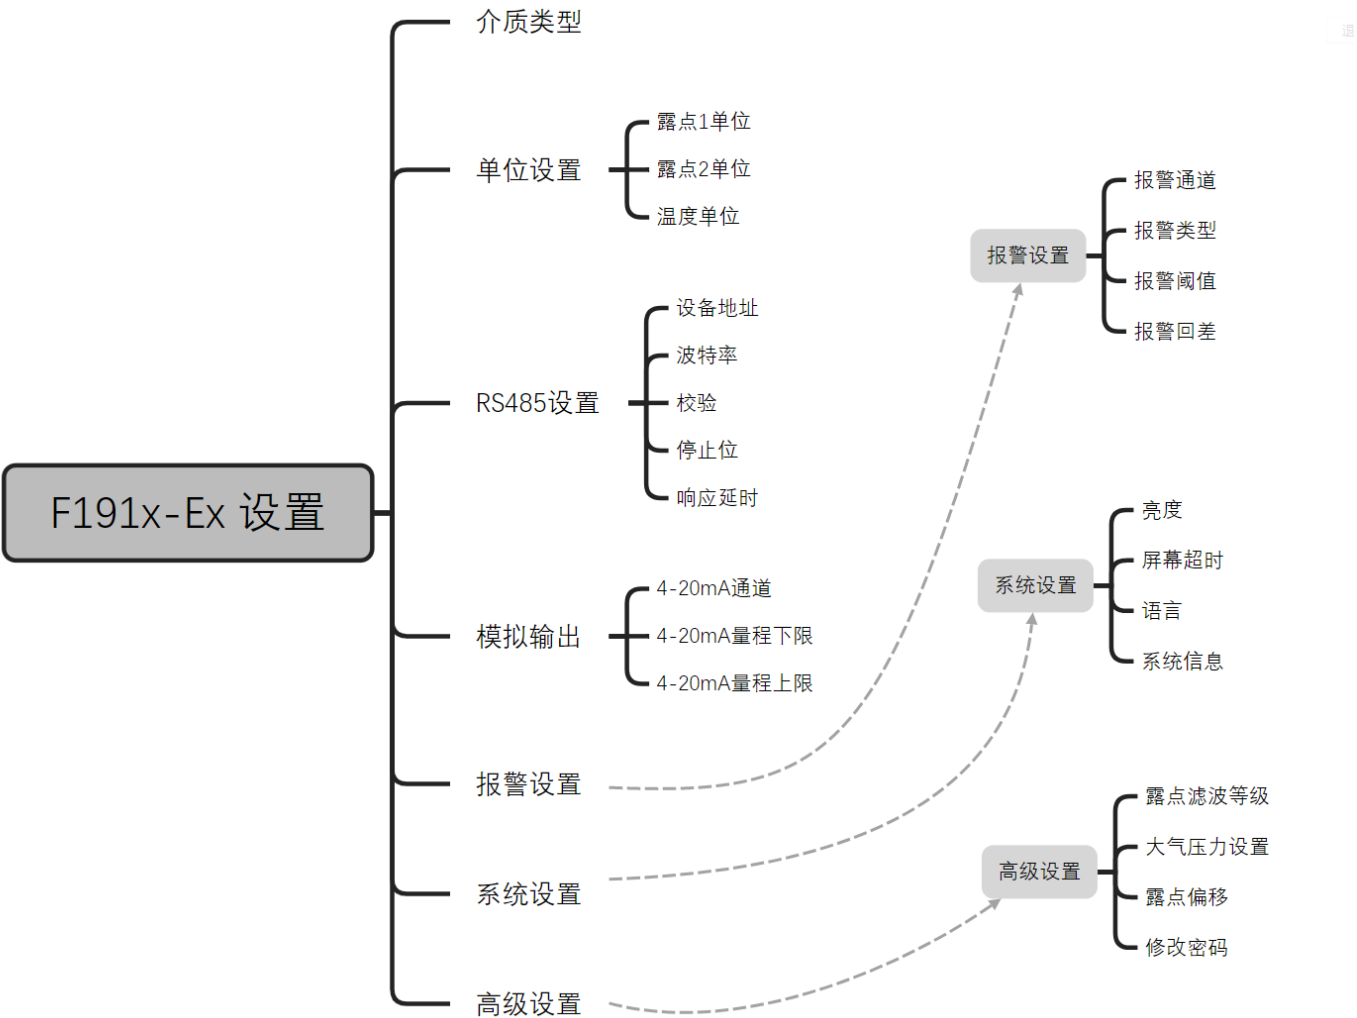 F191x-Ex 设置
介质类型
单位设置
露点1单位
露点2单位
温度单位
RS485设置
设备地址
波特率
校验
停止位
响应延时
模拟输出
4-20mA通道
4-20mA量程下限
4-20mA量程上限
报警设置
系统设置
高级设置
报警设置
报警通道
报警类型
报警阈值
报警回差
系统设置
亮度
屏幕超时
语言
系统信息
高级设置
露点滤波等级
大气压力设置
露点偏移
修改密码